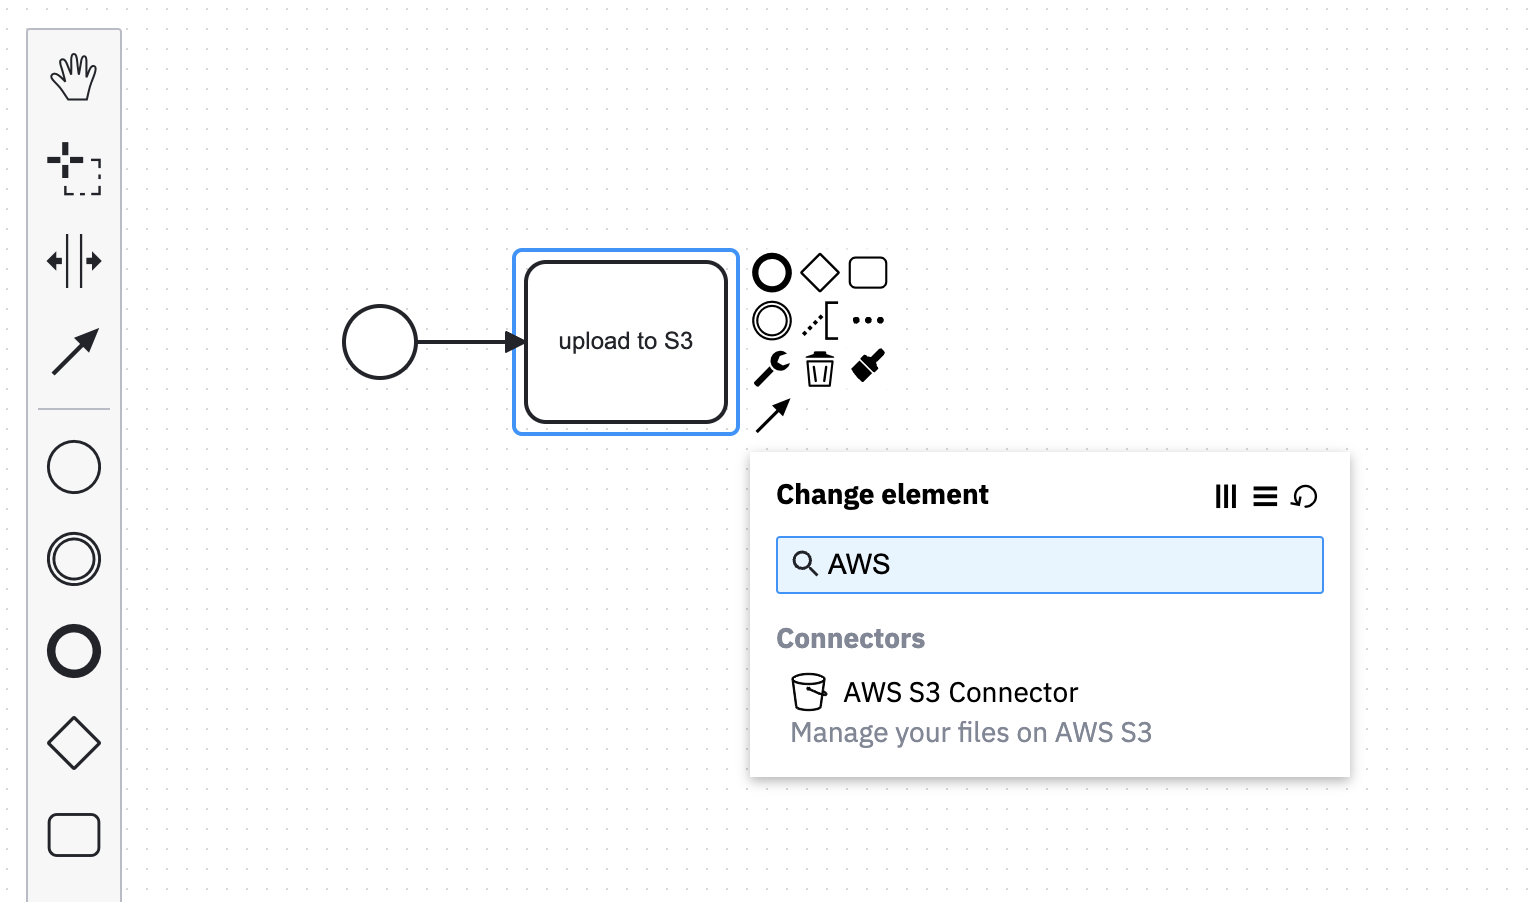 upload to S3
Change element
AWS
Connectors
AWS S3 Connector
Manage your files on AWS S3